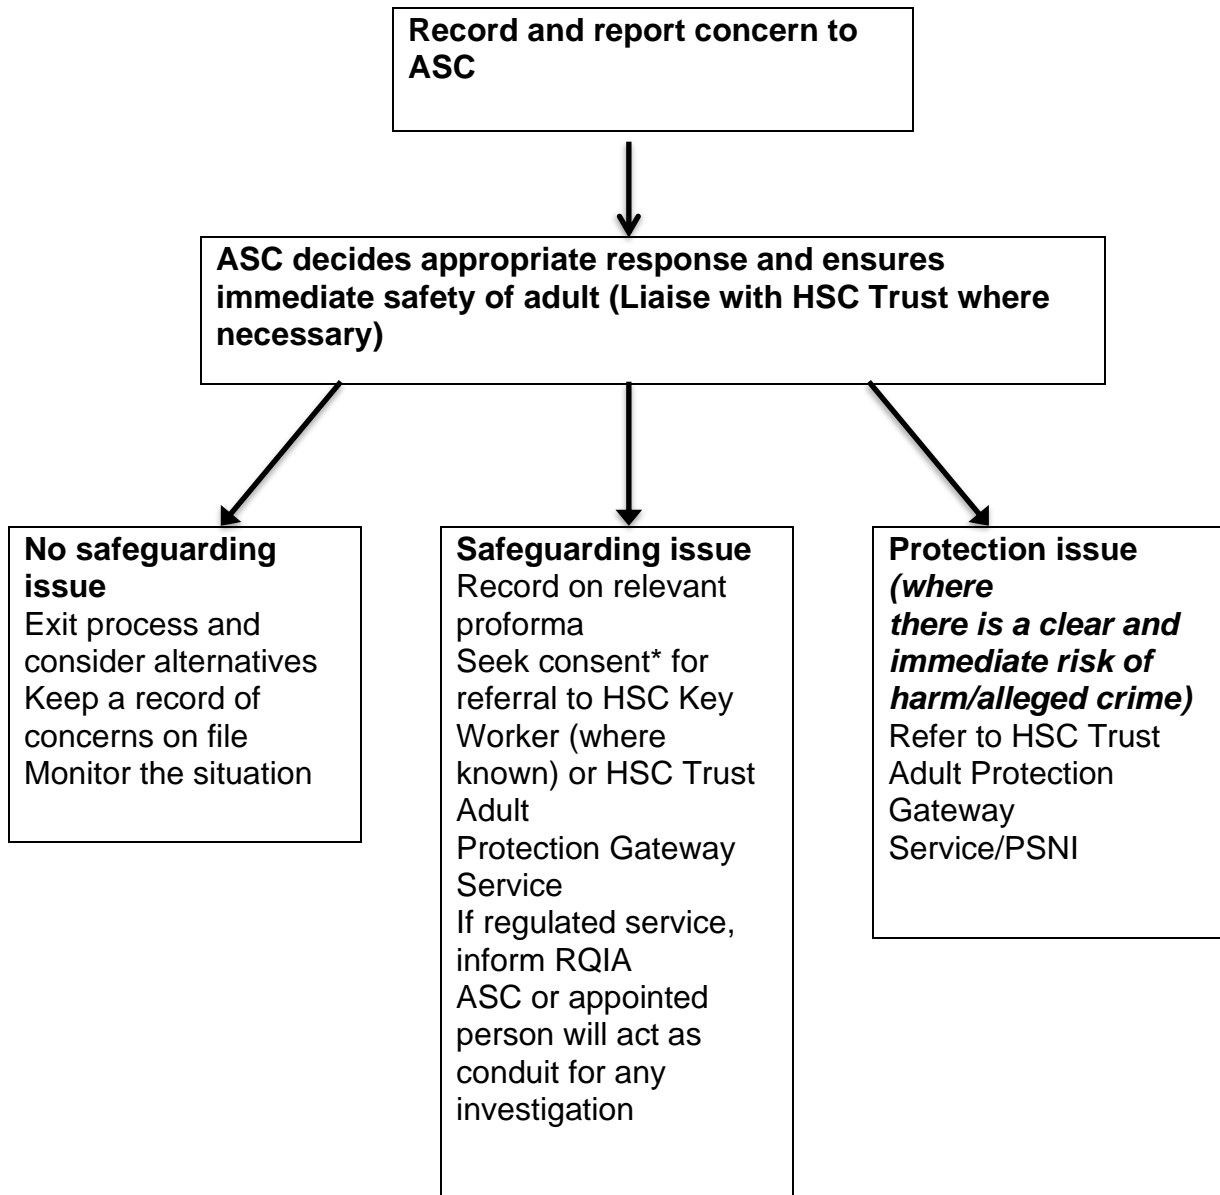 Record and report concern to
ASC
ASC decides appropriate response and ensures
immediate safety of adult (Liaise with HSC Trust where
necessary)
No safeguarding
issue
Exit process and
consider alternatives
Keep a record of
concerns on file
Monitor the situation
Safeguarding issue
Record on relevant
proforma
Seek consent* for
referral to HSC Key
Worker (where
known) or HSC Trust
Adult
Protection Gateway
Service
If regulated service,
inform RQIA
ASC or appointed
person will act as
conduit for any
investigation
Protection issue
(where
there is a clear and
immediate risk of
harm/alleged crime)
Refer to HSC Trust
Adult Protection
Gateway
Service/PSNI